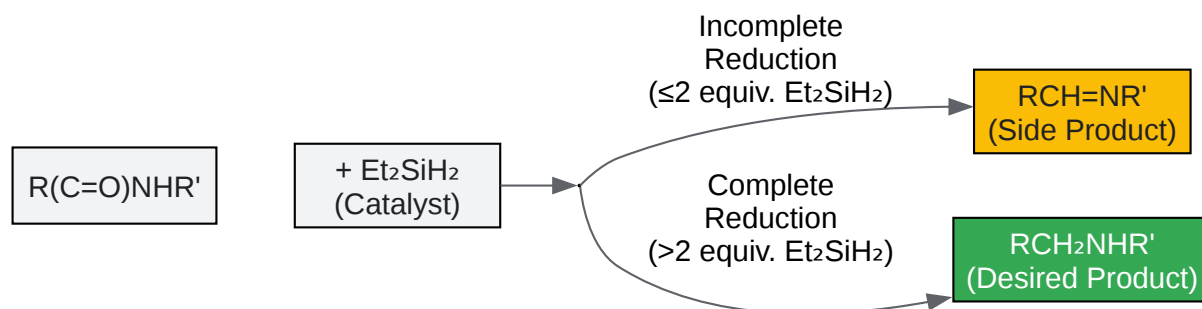 R(C=O)NHR'
+ Et₂SiH₂
(Catalyst)
Incomplete
Reduction
(≤2 equiv. Et₂SiH₂)
RCH=NR'
(Side Product)
Complete
Reduction
(>2 equiv. Et₂SiH₂)
RCH₂NHR'
(Desired Product)